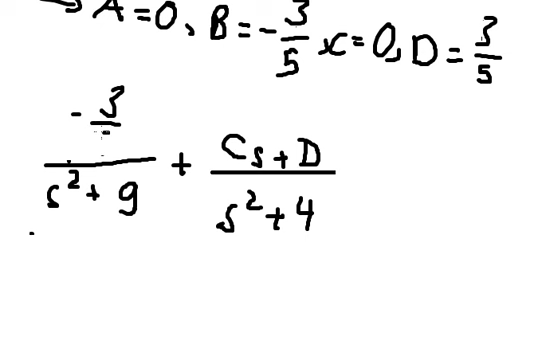 → A = 0, B = -3/5, C = 0, D = 3/5
(-3/)/(s² + 9) + (Cs + D)/(s² + 4)